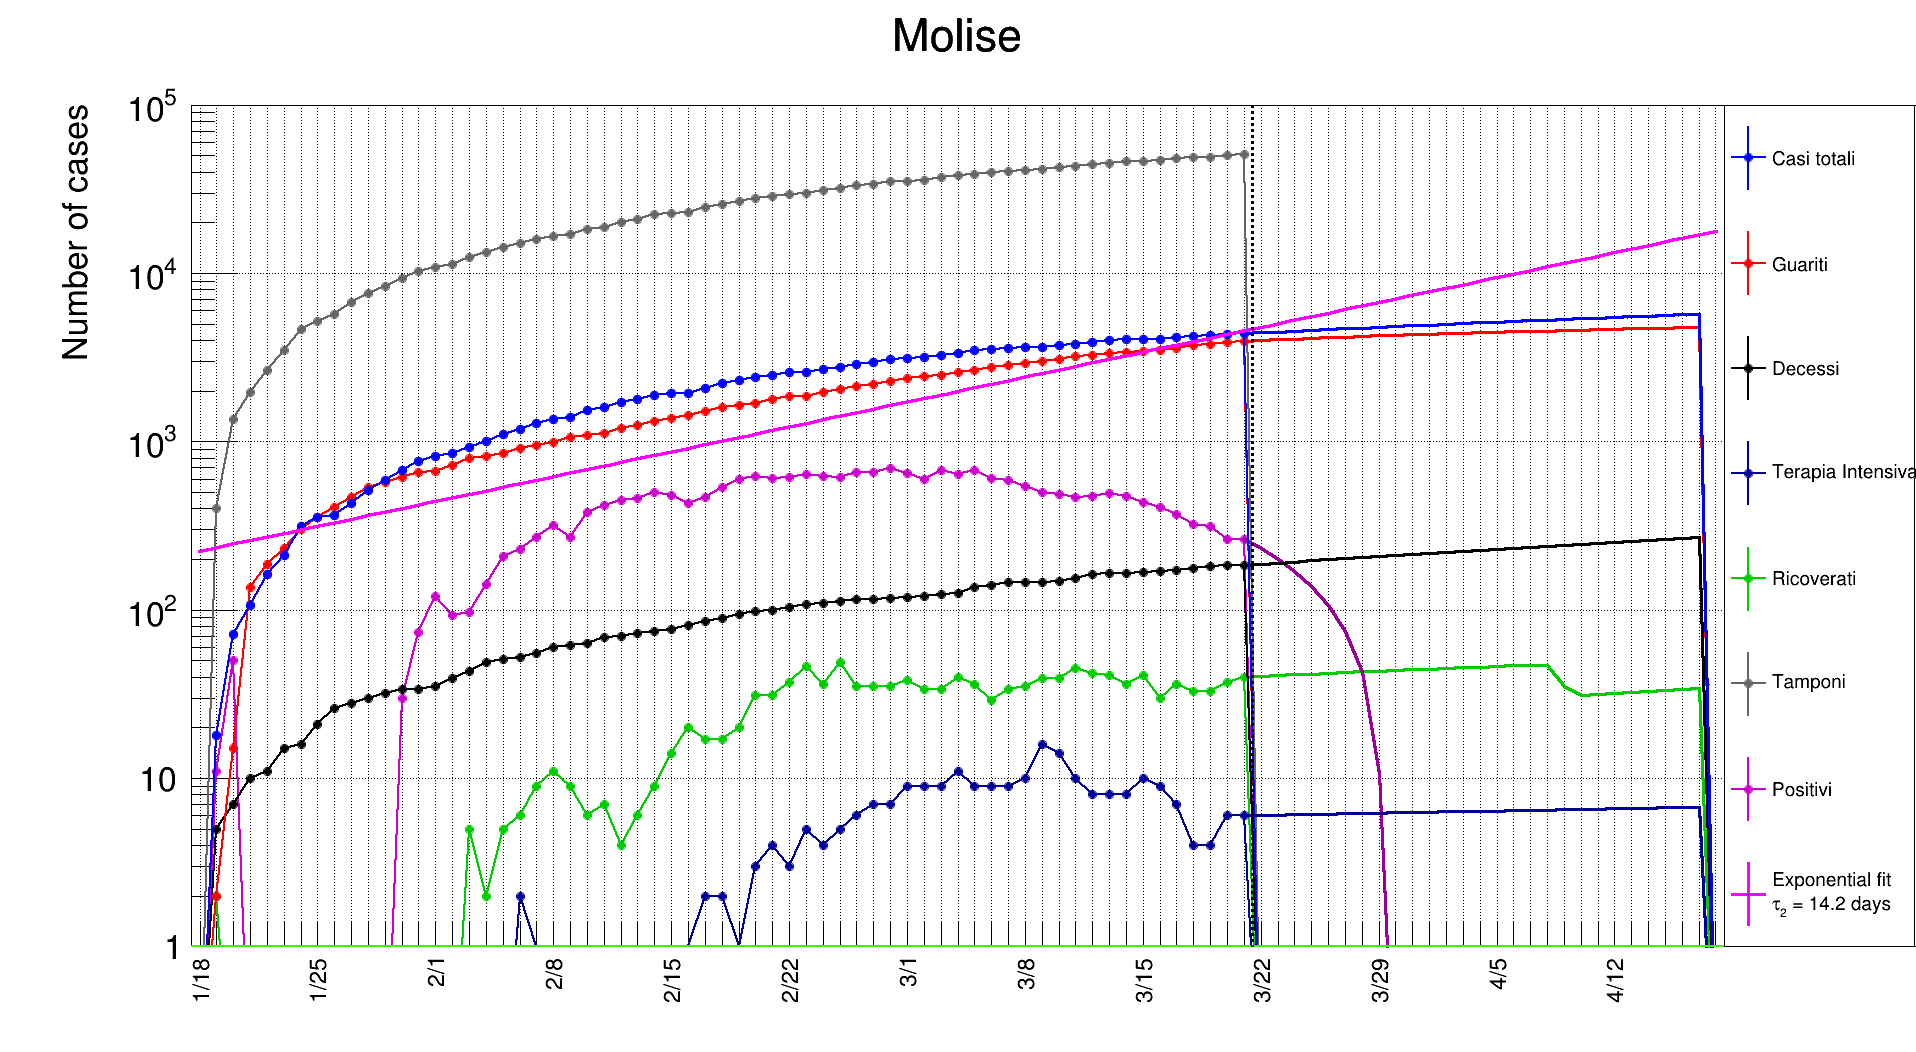 Molise
Number of cases
10^5
10^4
10^3
10^2
10
1
1/18
1/25
2/1
2/8
2/15
2/22
3/1
3/8
3/15
3/22
3/29
4/5
4/12
Casi totali
Guariti
Decessi
Terapia Intensiva
Ricoverati
Tamponi
Positivi
Exponential fit
τ₂ = 14.2 days